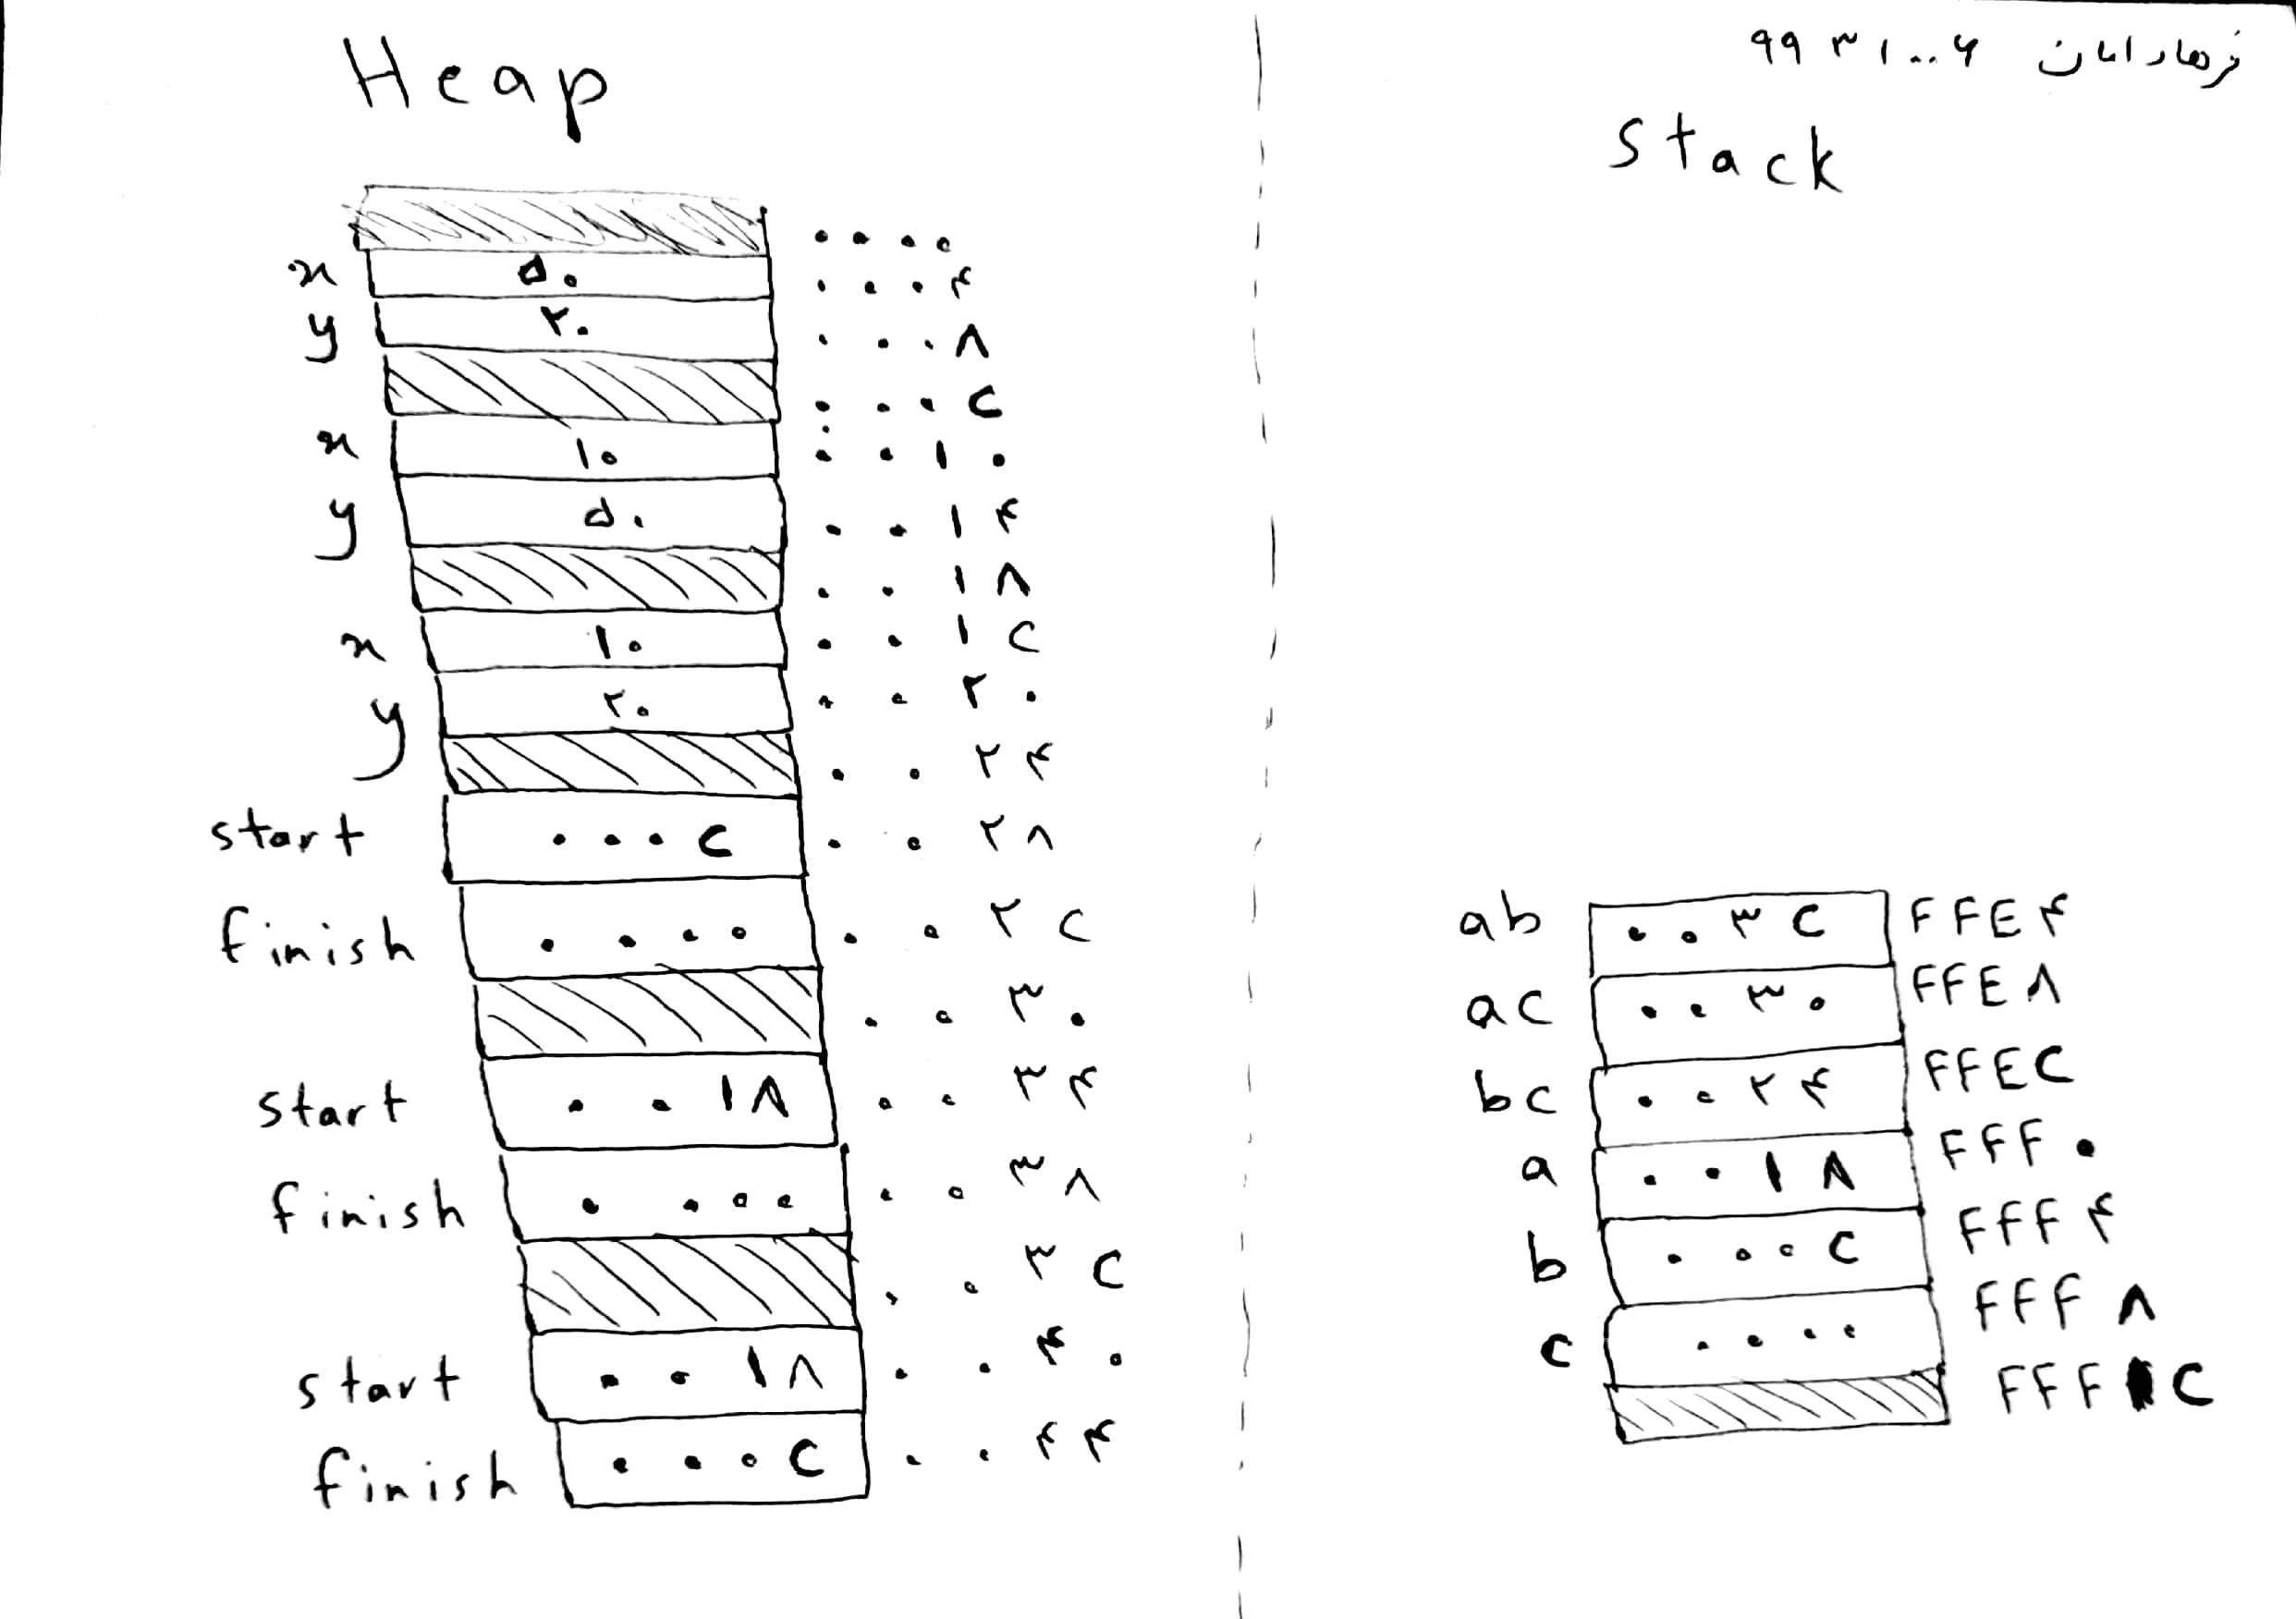 فرهاد امان ۹۹۳۱۰۰۶
Heap
Stack
۰۰۰۰
x ۵۰ ۰۰۰۴
y ۲۰ ۰۰۰۸
۰۰۰C
x ۱۰ ۰۰۱۰
y ۵۰ ۰۰۱۴
۰۰۱۸
x ۱۰ ۰۰۱C
y ۲۰ ۰۰۲۰
۰۰۲۴
start ۰۰۰C ۰۰۲۸
finish ۰۰۰۰ ۰۰۲C
۰۰۳۰
start ۰۰۱۸ ۰۰۳۴
finish ۰۰۰۰ ۰۰۳۸
۰۰۳C
start ۰۰۱۸ ۰۰۴۰
finish ۰۰۰C ۰۰۴۴
ab ۰۰۳C FFE۴
ac ۰۰۳۰ FFE۸
bc ۰۰۲۴ FFEC
a ۰۰۱۸ FFF۰
b ۰۰۰C FFF۴
c ۰۰۰۰ FFF۸
FFFC